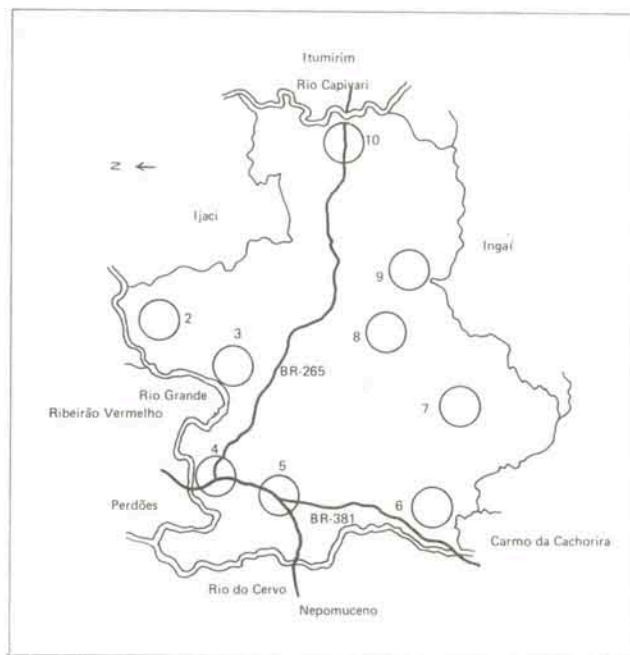 Itumirim
Rio Capivari
10
N
Ijaci
Ingaí
9
2
3
8
BR-265
Rio Grande
7
Ribeirão Vermelho
4
5
6
Perdões
BR-381
Carmo da Cachorira
Rio do Cervo
Nepomuceno